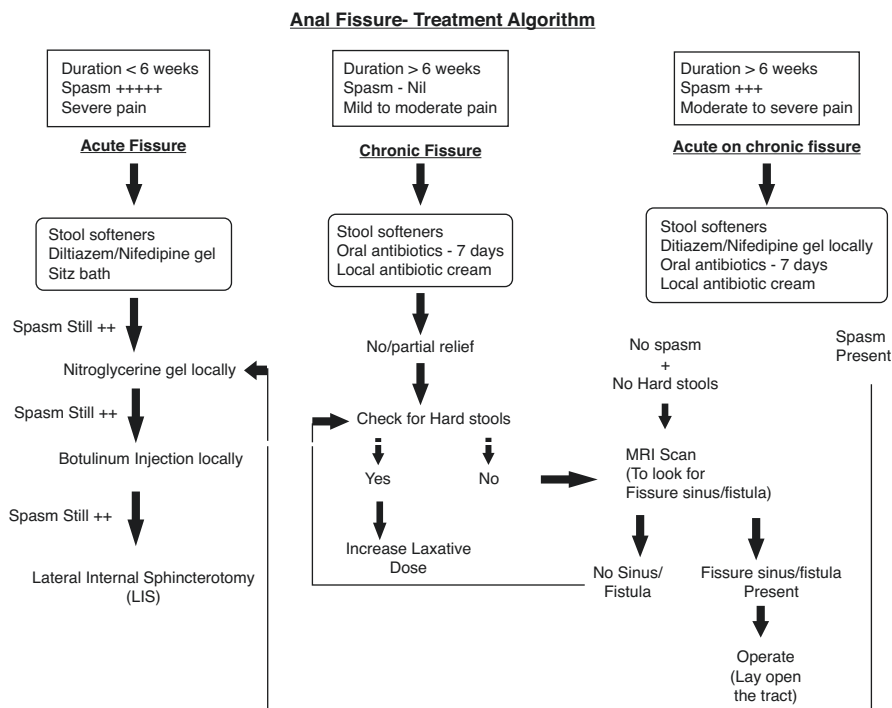 Anal Fissure- Treatment Algorithm
Duration < 6 weeks
Spasm +++++
Severe pain
Acute Fissure
Stool softeners
Diltiazem/Nifedipine gel
Sitz bath
Spasm Still ++
Nitroglycerine gel locally
Spasm Still ++
Botulinum Injection locally
Spasm Still ++
Lateral Internal Sphincterotomy
(LIS)
Duration > 6 weeks
Spasm - Nil
Mild to moderate pain
Chronic Fissure
Stool softeners
Oral antibiotics - 7 days
Local antibiotic cream
No/partial relief
Check for Hard stools
Yes
No
Increase Laxative
Dose
Duration > 6 weeks
Spasm +++
Moderate to severe pain
Acute on chronic fissure
Stool softeners
Ditiazem/Nifedipine gel locally
Oral antibiotics - 7 days
Local antibiotic cream
No spasm
+
No Hard stools
Spasm
Present
MRI Scan
(To look for
Fissure sinus/fistula)
No Sinus/
Fistula
Fissure sinus/fistula
Present
Operate
(Lay open
the tract)